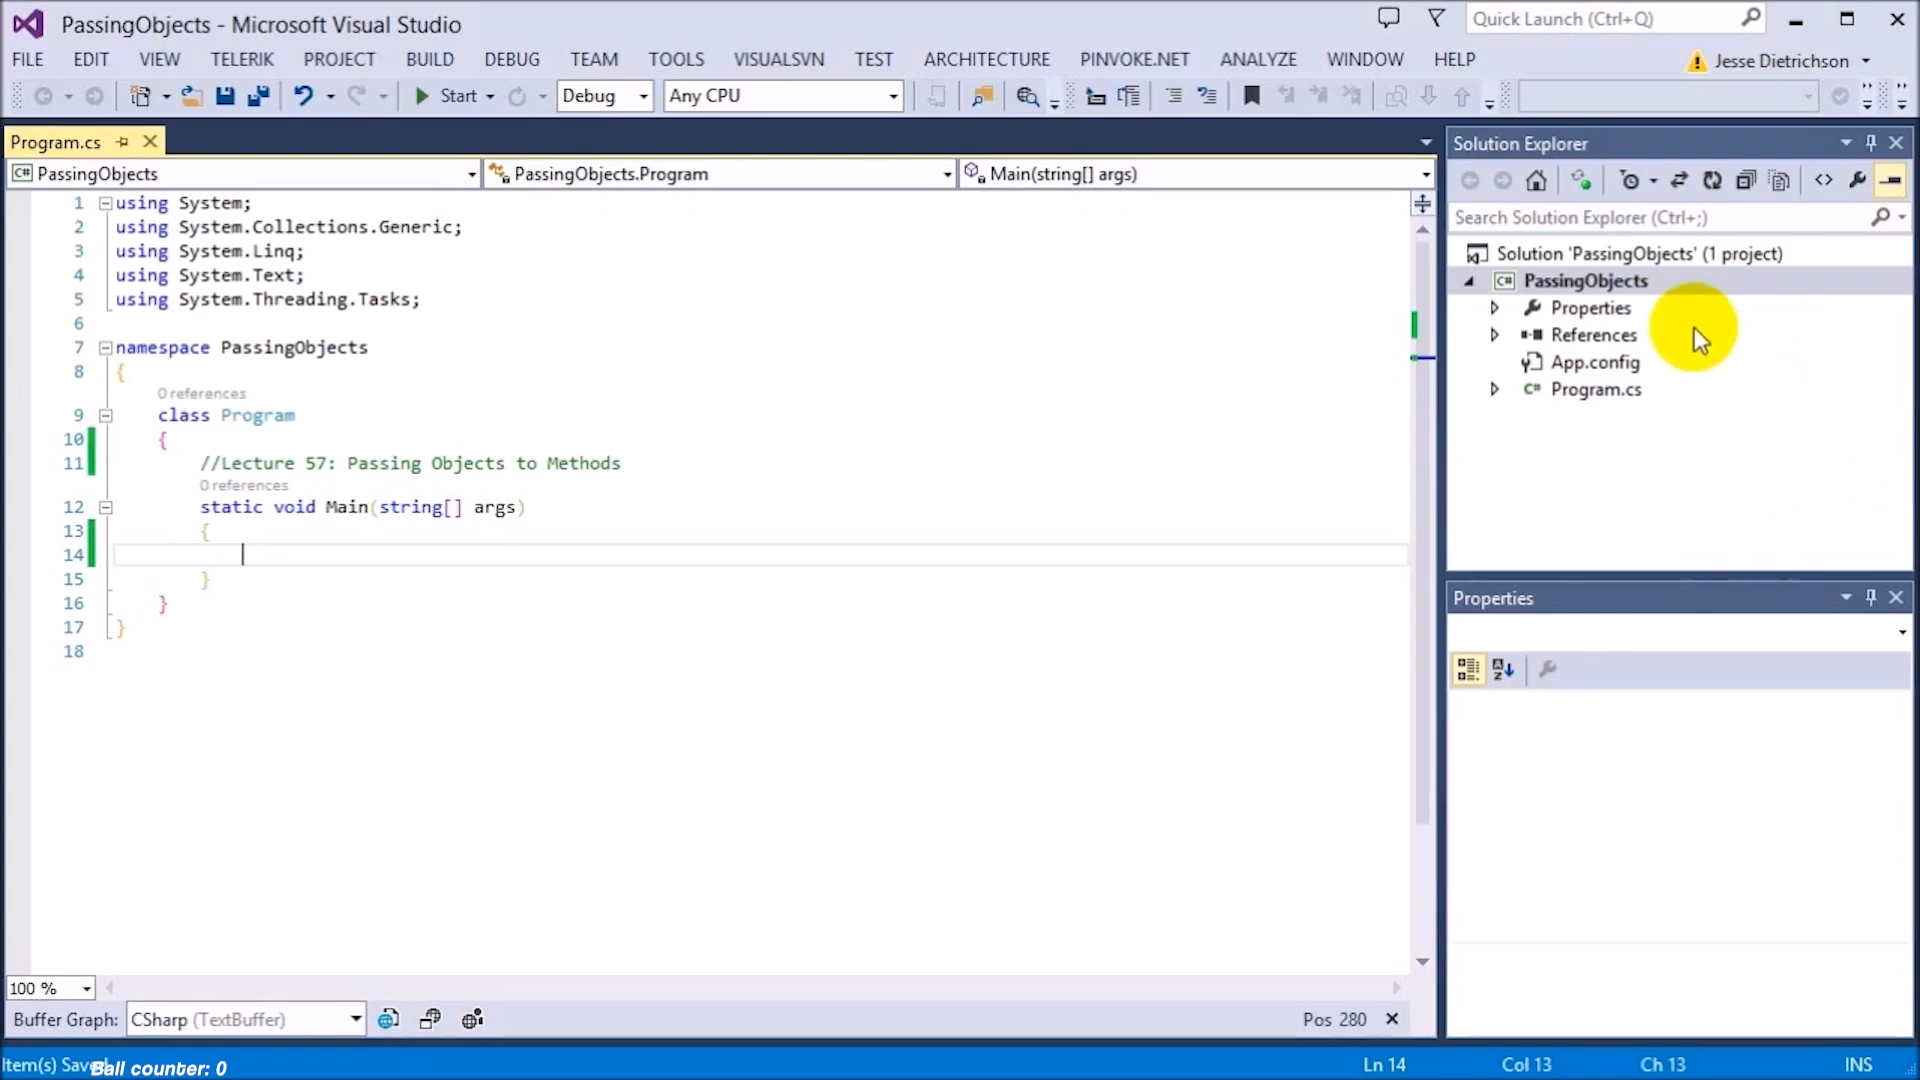 PassingObjects - Microsoft Visual Studio
Quick Launch (Ctrl+Q)
FILE EDIT VIEW TELERIK PROJECT BUILD DEBUG TEAM TOOLS VISUALSVN TEST ARCHITECTURE PINVOKE.NET ANALYZE WINDOW HELP
Jesse Dietrichson
Start Debug Any CPU
Program.cs
PassingObjects PassingObjects.Program Main(string[] args)
1 using System;
2 using System.Collections.Generic;
3 using System.Linq;
4 using System.Text;
5 using System.Threading.Tasks;
6
7 namespace PassingObjects
8 {
0 references
9 class Program
10 {
11 //Lecture 57: Passing Objects to Methods
0 references
12 static void Main(string[] args)
13 {
14
15 }
16 }
17 }
18
100 %
Buffer Graph: CSharp (TextBuffer) Pos 280
Solution Explorer
Search Solution Explorer (Ctrl+;)
Solution 'PassingObjects' (1 project)
C# PassingObjects
Properties
References
App.config
C# Program.cs
Properties
Item(s) Saved
Ball counter: 0
Ln 14 Col 13 Ch 13 INS